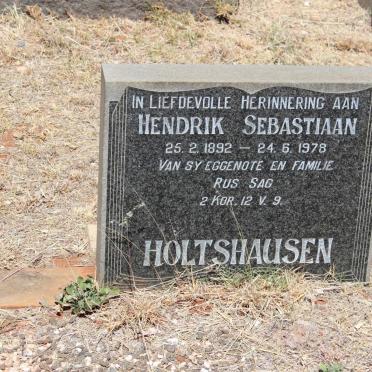 In Liefdevolle Herinnering aan
Hendrik Sebastiaan
25.2.1892 — 24.6.1978
Van sy eggenote en familie
Rus Sag
2 Kor. 12 v. 9.
Holtshausen